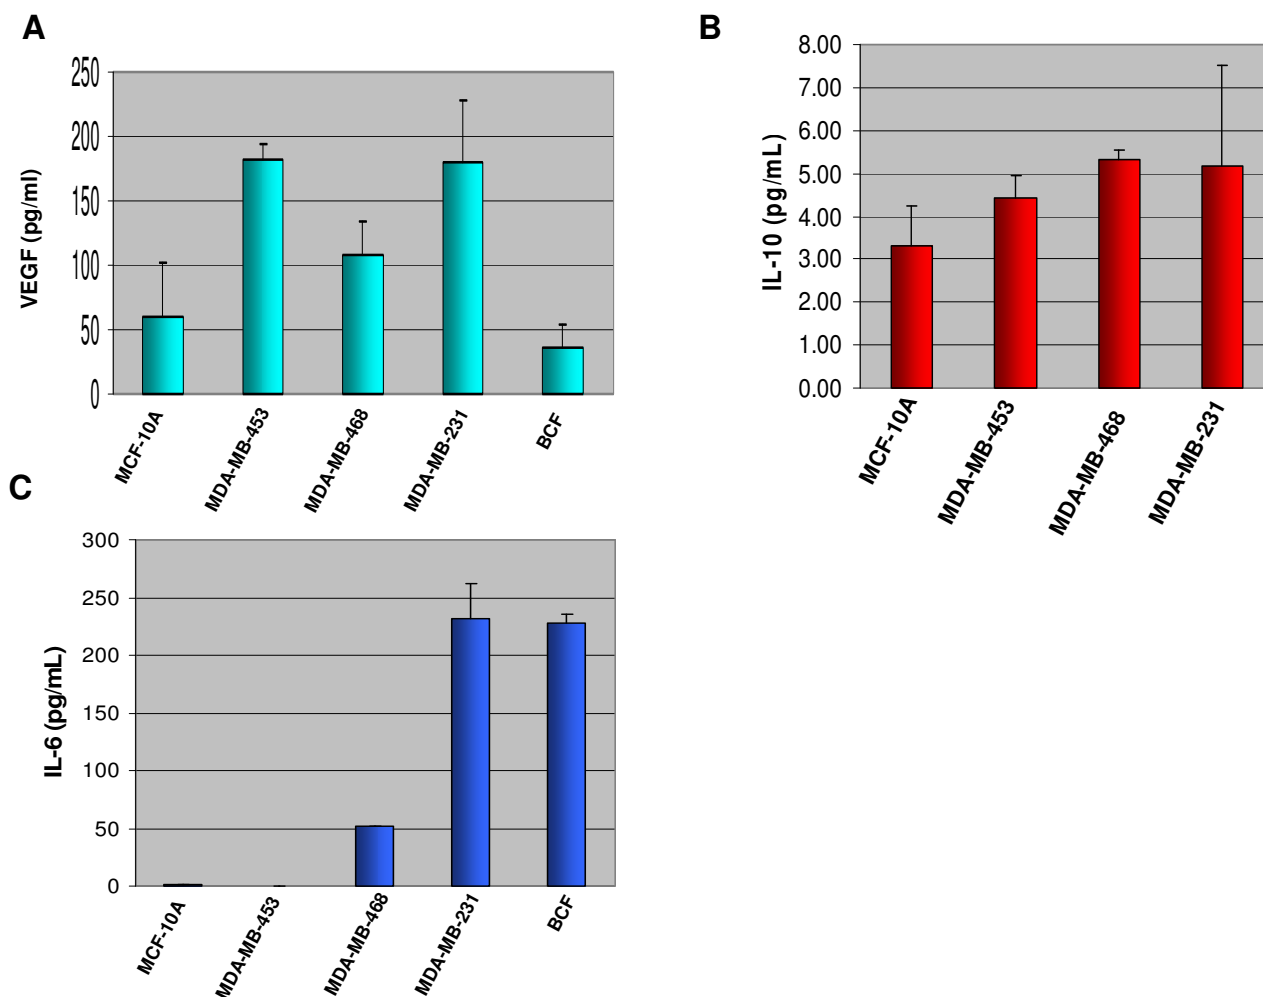 A
250
200
150
100
50
0
VEGF (pg/ml)
MCF-10A
MDA-MB-453
MDA-MB-468
MDA-MB-231
BCF
B
8.00
7.00
6.00
5.00
4.00
3.00
2.00
1.00
0.00
IL-10 (pg/mL)
MCF-10A
MDA-MB-453
MDA-MB-468
MDA-MB-231
C
300
250
200
150
100
50
0
IL-6 (pg/mL)
MCF-10A
MDA-MB-453
MDA-MB-468
MDA-MB-231
BCF